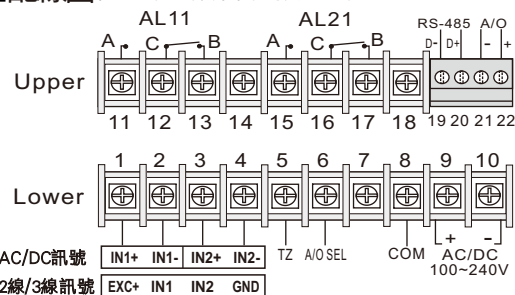 AL11 AL21 RS-485 A/O
A C B A C B D- D+ - +
Upper
11 12 13 14 15 16 17 18 19 20 21 22
1 2 3 4 5 6 7 8 9 10
Lower
+ -
AC/DC訊號 IN1+ IN1- IN2+ IN2- TZ A/O SEL COM AC/DC
100~240V
2線/3線訊號 EXC+ IN1 IN2 GND